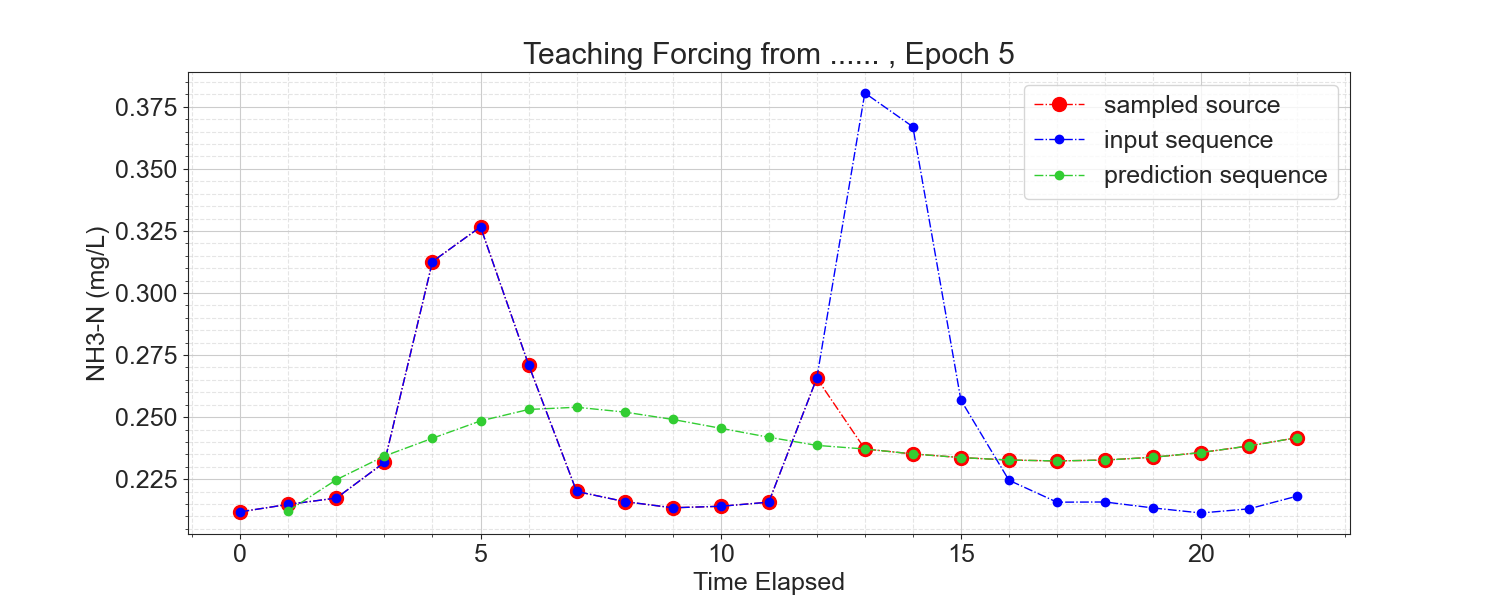 Teaching Forcing from ...... , Epoch 5
sampled source
input sequence
prediction sequence
NH3-N (mg/L)
0.375
0.350
0.325
0.300
0.275
0.250
0.225
0 5 10 15 20
Time Elapsed